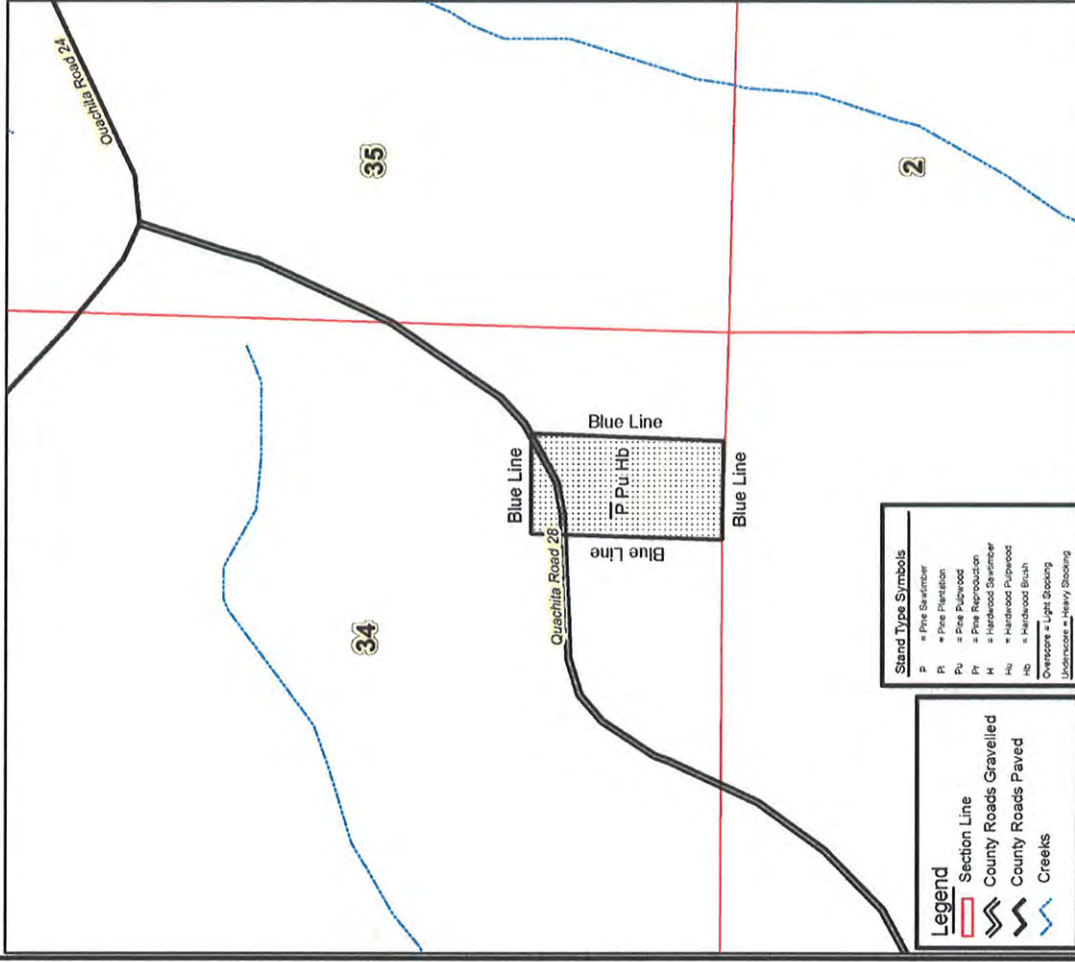 Ouachita Road 24
35
2
34
Blue Line
Blue Line
P Pu Hb
Blue Line
Blue Line
Ouachita Road 28
Stand Type Symbols
P = Pine Sawtimber
Pl = Pine Plantation
Pu = Pine Pulpwood
Pr = Pine Reproduction
H = Hardwood Sawtimber
Hu = Hardwood Pulpwood
Hb = Hardwood Brush
Overscore = Light Stocking
Underscore = Heavy Stocking
Legend
Section Line
County Roads Gravelled
County Roads Paved
Creeks